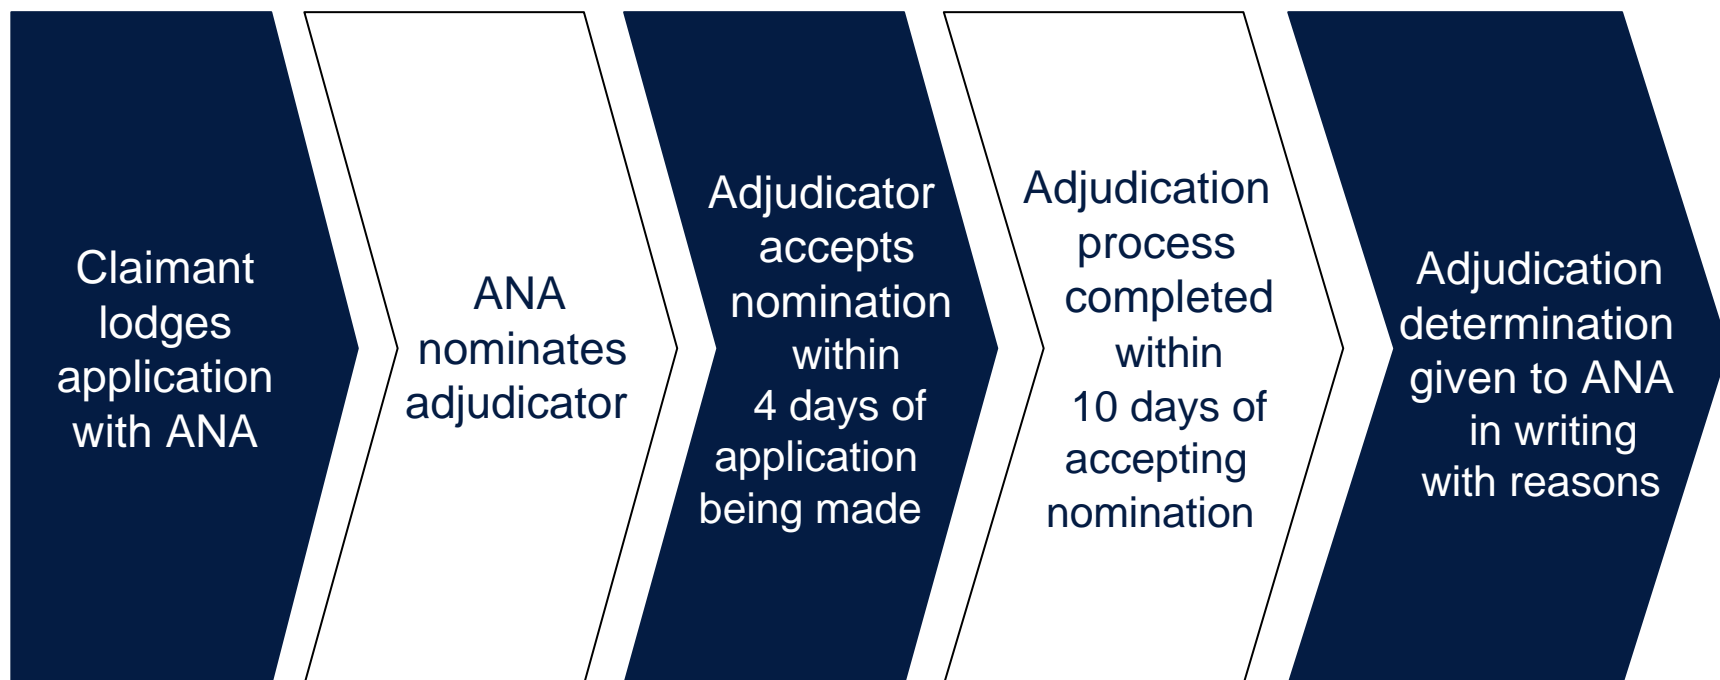 Claimant
lodges
application
with ANA
ANA
nominates
adjudicator
Adjudicator
accepts
nomination
within
4 days of
application
being made
Adjudication
process
completed
within
10 days of
accepting
nomination
Adjudication
determination
given to ANA
in writing
with reasons